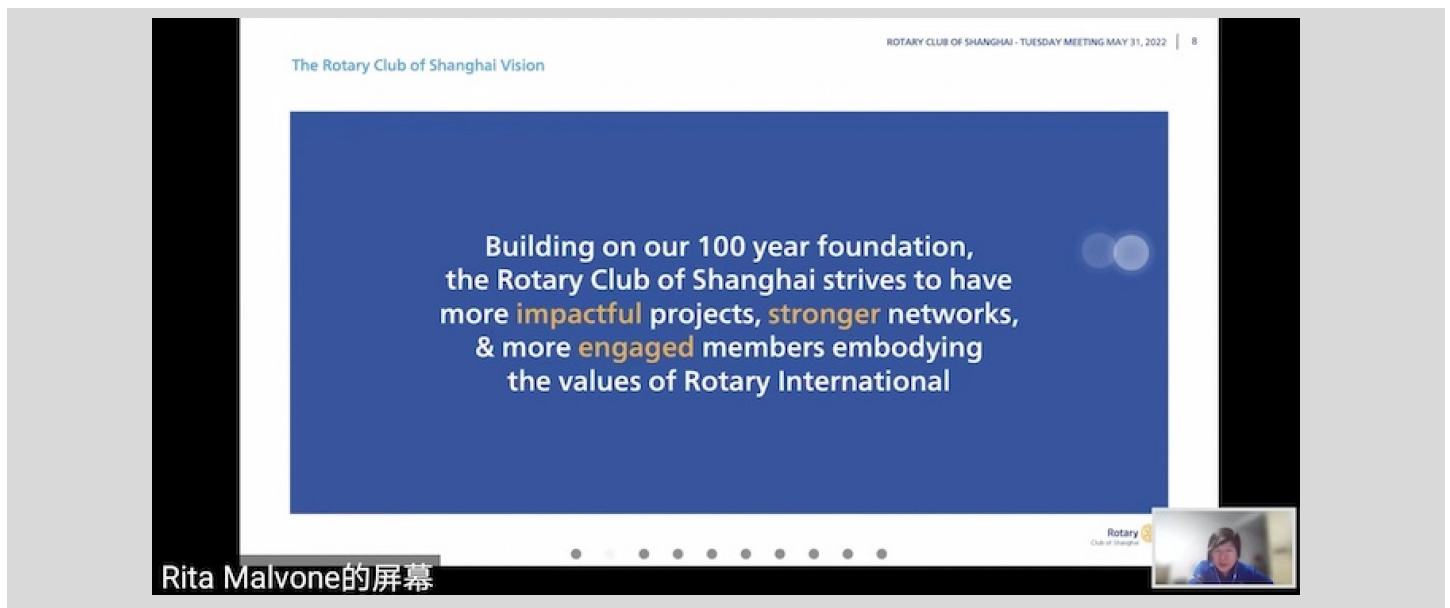 ROTARY CLUB OF SHANGHAI - TUESDAY MEETING MAY 31, 2022 | 8
The Rotary Club of Shanghai Vision
Building on our 100 year foundation,
the Rotary Club of Shanghai strives to have
more impactful projects, stronger networks,
& more engaged members embodying
the values of Rotary International
Rotary
Club of Shanghai
Rita Malvone的屏幕